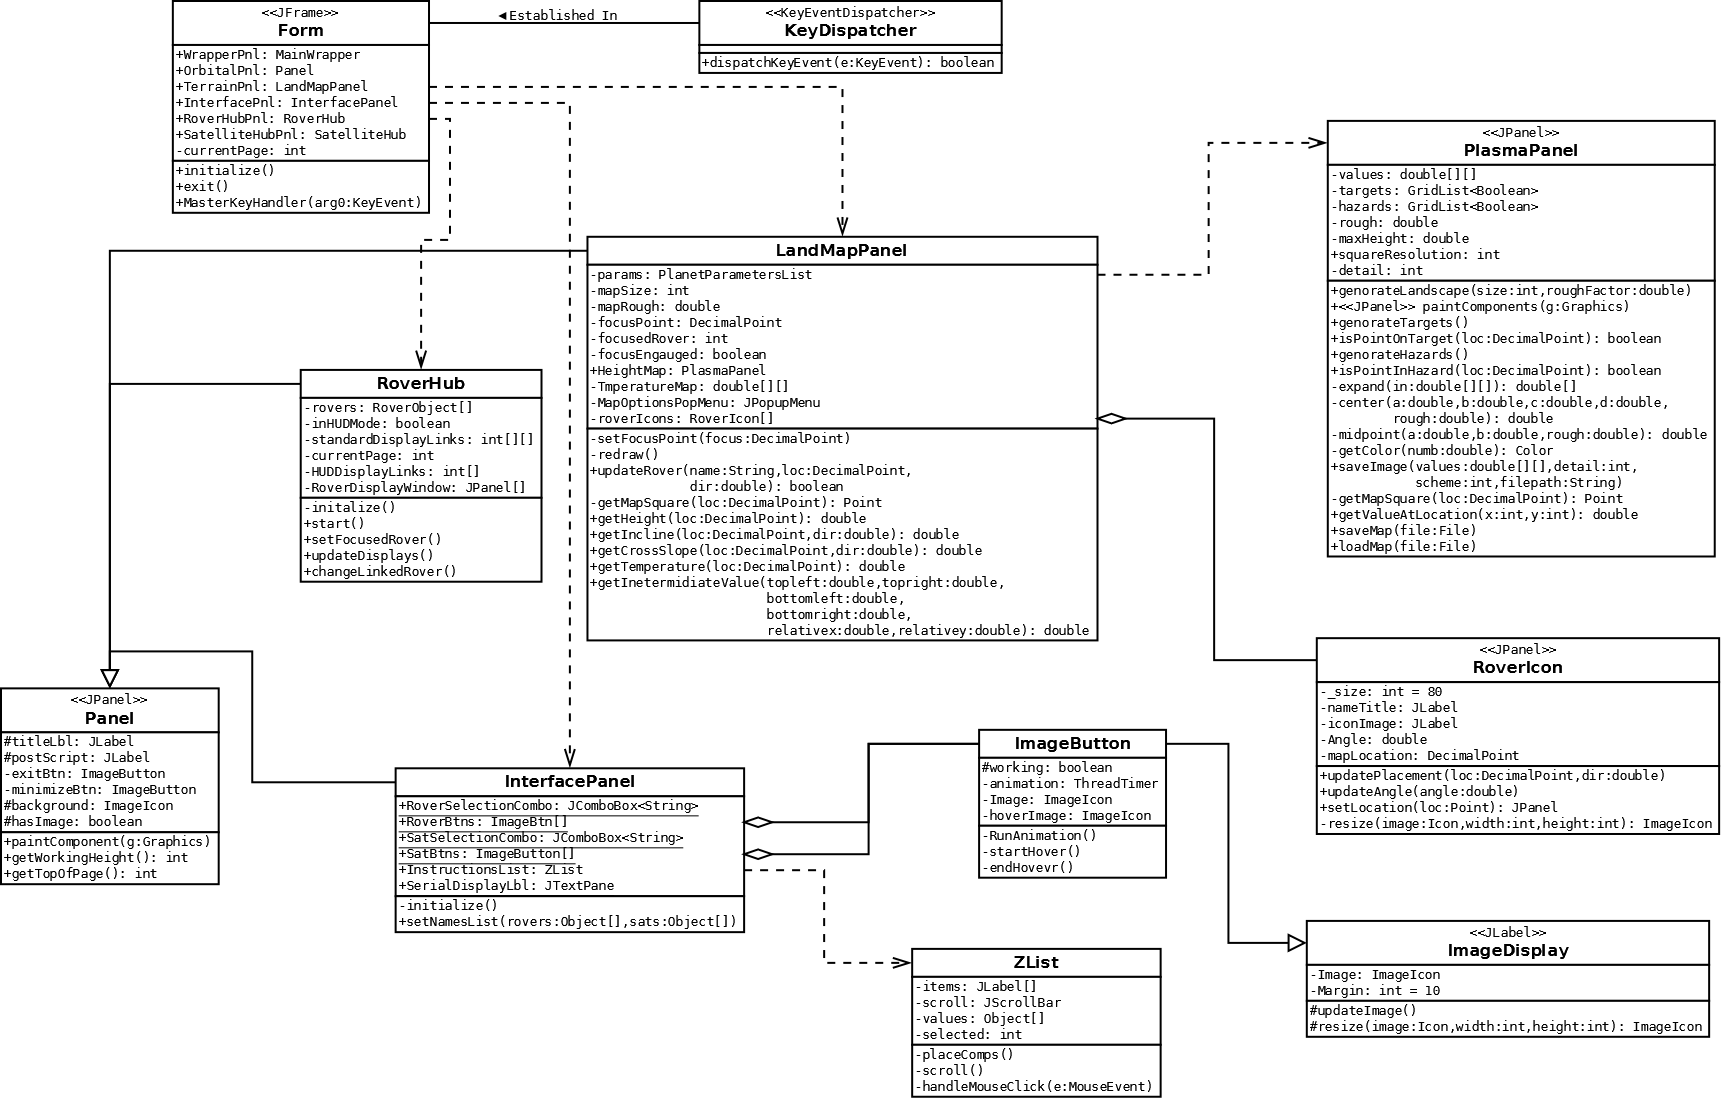 <<JFrame>>
Form
+WrapperPnl: MainWrapper
+OrbitalPnl: Panel
+TerrainPnl: LandMapPanel
+InterfacePnl: InterfacePanel
+RoverHubPnl: RoverHub
+SatelliteHubPnl: SatelliteHub
-currentPage: int
+initialize()
+exit()
+MasterKeyHandler(arg0:KeyEvent)
◄Established In
<<KeyEventDispatcher>>
KeyDispatcher
+dispatchKeyEvent(e:KeyEvent): boolean
<<JPanel>>
PlasmaPanel
-values: double[][]
-targets: GridList<Boolean>
-hazards: GridList<Boolean>
-rough: double
-maxHeight: double
+squareResolution: int
-detail: int
+genorateLandscape(size:int,roughFactor:double)
+<<JPanel>> paintComponents(g:Graphics)
+genorateTargets()
+isPointOnTarget(loc:DecimalPoint): boolean
+genorateHazards()
+isPointInHazard(loc:DecimalPoint): boolean
-expand(in:double[][]): double[]
-center(a:double,b:double,c:double,d:double,
rough:double): double
-midpoint(a:double,b:double,rough:double): double
-getColor(numb:double): Color
+saveImage(values:double[][],detail:int,
scheme:int,filepath:String)
-getMapSquare(loc:DecimalPoint): Point
+getValueAtLocation(x:int,y:int): double
+saveMap(file:File)
+loadMap(file:File)
LandMapPanel
-params: PlanetParametersList
-mapSize: int
-mapRough: double
-focusPoint: DecimalPoint
-focusedRover: int
-focusEngauged: boolean
+HeightMap: PlasmaPanel
-TmperatureMap: double[][]
-MapOptionsPopMenu: JPopupMenu
-roverIcons: RoverIcon[]
-setFocusPoint(focus:DecimalPoint)
-redraw()
+updateRover(name:String,loc:DecimalPoint,
dir:double): boolean
-getMapSquare(loc:DecimalPoint): Point
+getHeight(loc:DecimalPoint): double
+getIncline(loc:DecimalPoint,dir:double): double
+getCrossSlope(loc:DecimalPoint,dir:double): double
+getTemperature(loc:DecimalPoint): double
+getInetermidiateValue(topleft:double,topright:double,
bottomleft:double,
bottomright:double,
relativex:double,relativey:double): double
RoverHub
-rovers: RoverObject[]
-inHUDMode: boolean
-standardDisplayLinks: int[][]
-currentPage: int
-HUDDisplayLinks: int[]
-RoverDisplayWindow: JPanel[]
-initalize()
+start()
+setFocusedRover()
+updateDisplays()
+changeLinkedRover()
<<JPanel>>
RoverIcon
-_size: int = 80
-nameTitle: JLabel
-iconImage: JLabel
-Angle: double
-mapLocation: DecimalPoint
+updatePlacement(loc:DecimalPoint,dir:double)
+updateAngle(angle:double)
+setLocation(loc:Point): JPanel
-resize(image:Icon,width:int,height:int): ImageIcon
<<JPanel>>
Panel
#titleLbl: JLabel
#postScript: JLabel
-exitBtn: ImageButton
-minimizeBtn: ImageButton
#background: ImageIcon
#hasImage: boolean
+paintComponent(g:Graphics)
+getWorkingHeight(): int
+getTopOfPage(): int
InterfacePanel
+RoverSelectionCombo: JComboBox<String>
+RoverBtns: ImageBtn[]
+SatSelectionCombo: JComboBox<String>
+SatBtns: ImageButton[]
+InstructionsList: ZList
+SerialDisplayLbl: JTextPane
-initialize()
+setNamesList(rovers:Object[],sats:Object[])
ImageButton
#working: boolean
-animation: ThreadTimer
-Image: ImageIcon
-hoverImage: ImageIcon
-RunAnimation()
-startHover()
-endHovevr()
<<JLabel>>
ImageDisplay
-Image: ImageIcon
-Margin: int = 10
#updateImage()
#resize(image:Icon,width:int,height:int): ImageIcon
ZList
-items: JLabel[]
-scroll: JScrollBar
-values: Object[]
-selected: int
-placeComps()
-scroll()
-handleMouseClick(e:MouseEvent)